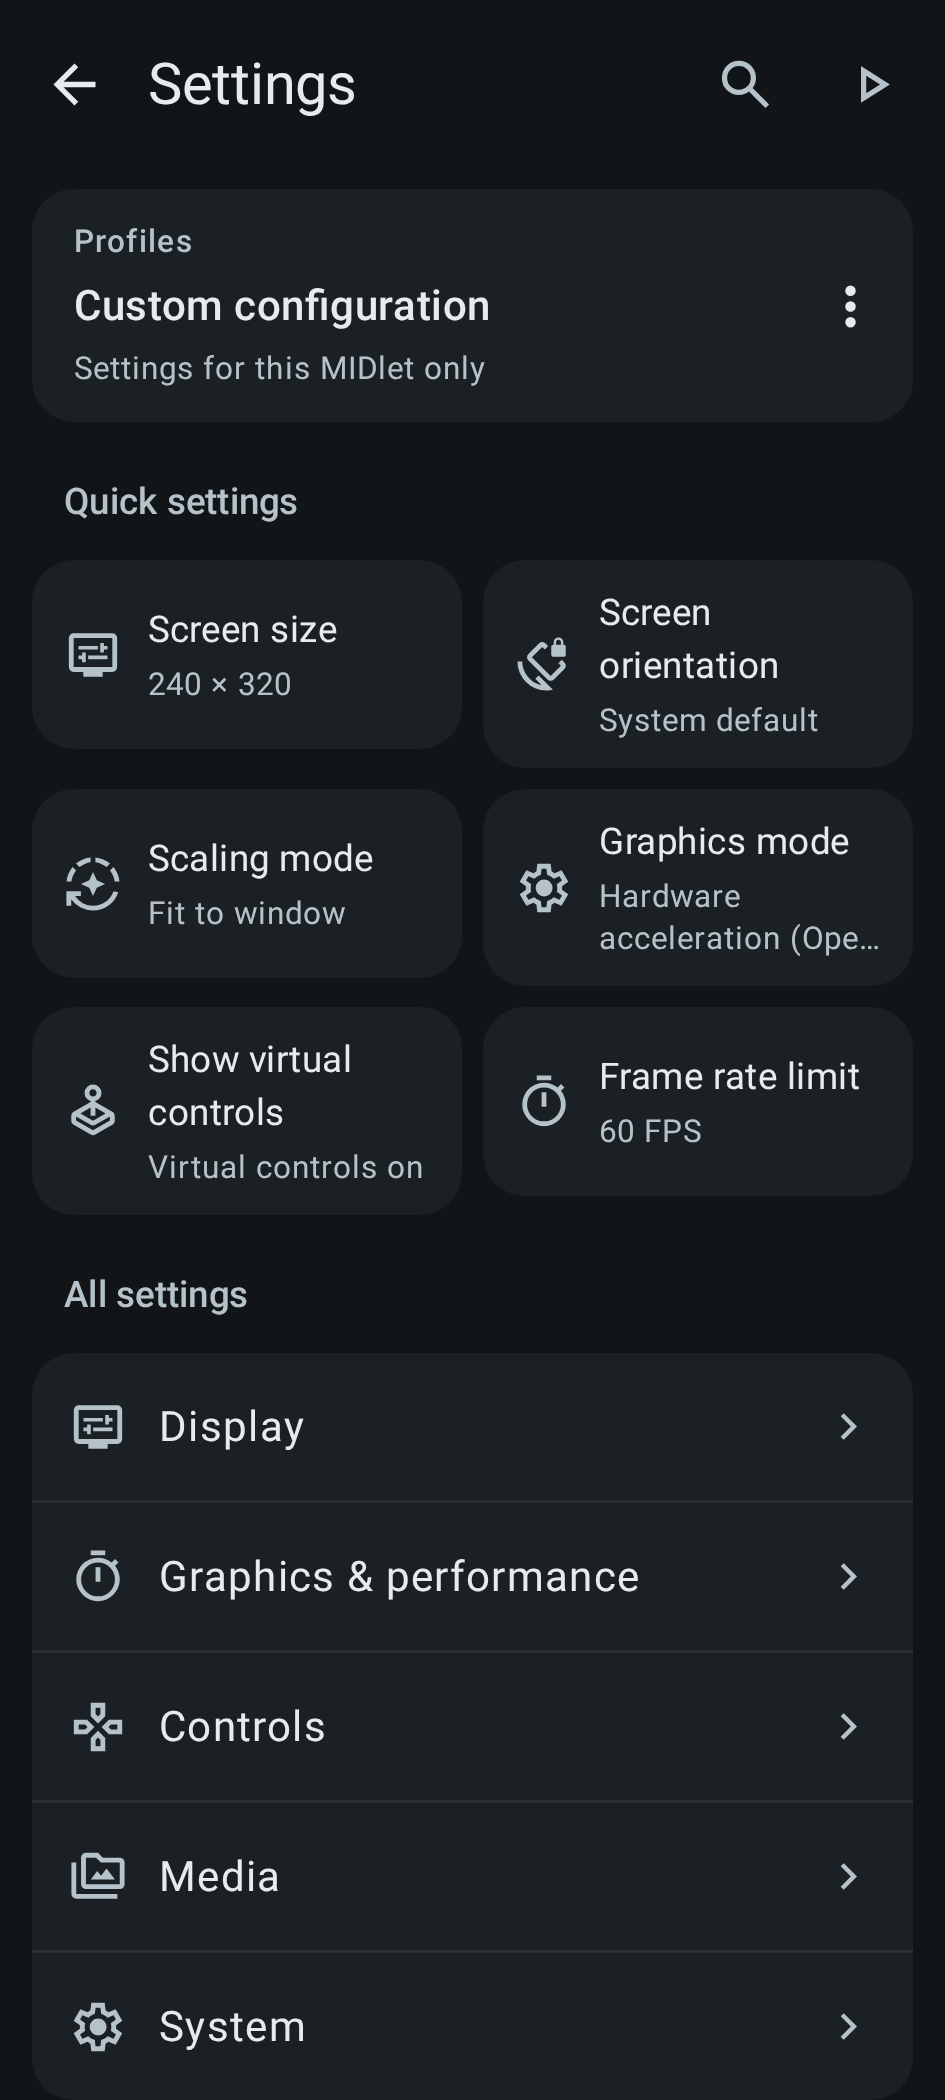 Settings
Profiles
Custom configuration
Settings for this MIDlet only
Quick settings
Screen size
240 × 320
Screen
orientation
System default
Scaling mode
Fit to window
Graphics mode
Hardware
acceleration (Ope…
Show virtual
controls
Virtual controls on
Frame rate limit
60 FPS
All settings
Display
Graphics & performance
Controls
Media
System